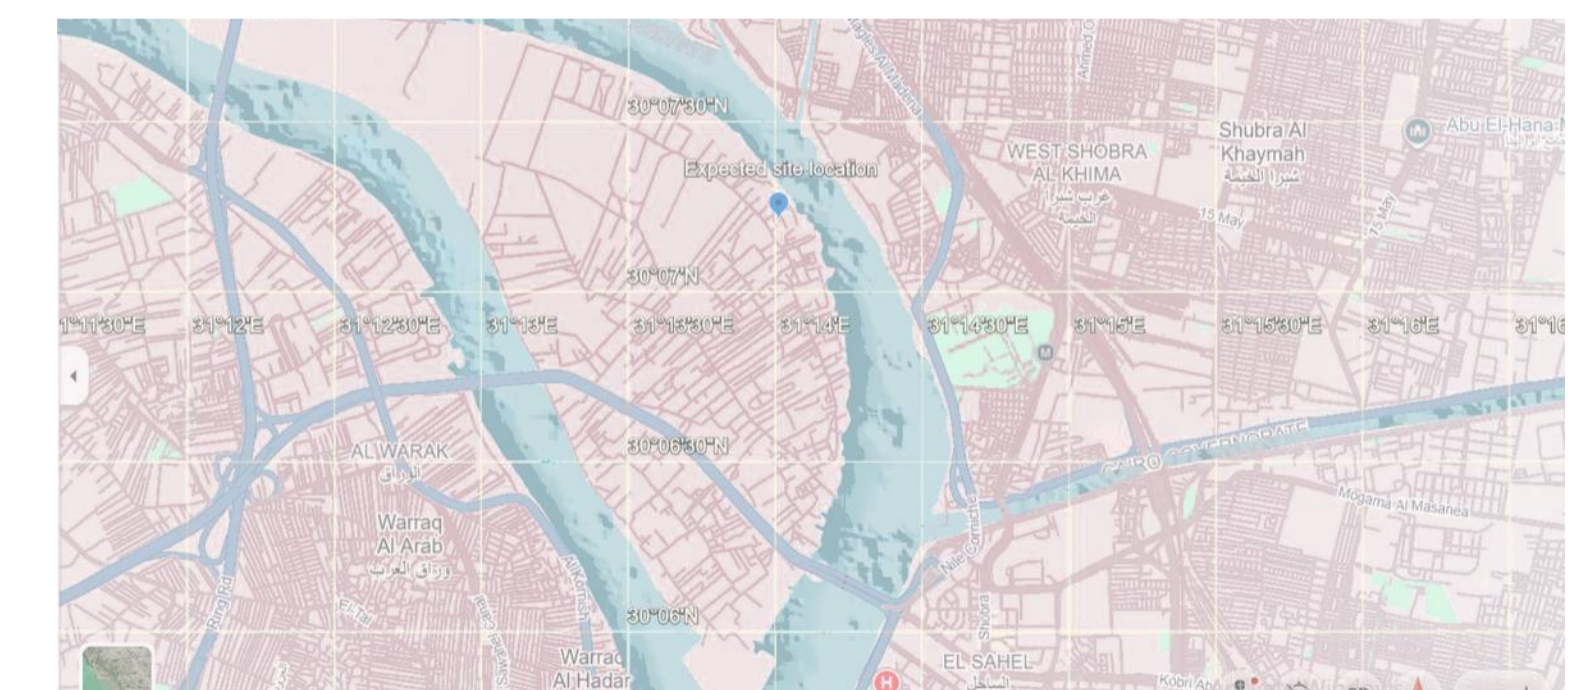 30°07'30"N
Shubra Al
Khaymah
شبرا الخيمة
Abu El-Hana
WEST SHOBRA
AL KHIMA
غرب شبرا
الخيمة
Expected site location
15 May
15 May
30°07'N
1°11'30"E
31°12'E
31°12'30"E
31°13'E
31°13'30"E
31°14'E
31°14'30"E
31°15'E
31°15'30"E
31°16'E
31°16
M
30°06'30"N
CAIRO GOVERNORATE
AL WARAK
الوراق
Mogama Al Masanea
Warraq
Al Arab
وراق العرب
Nile Corniche
Al Kornish
Ring Rd
El-Tal
Sawahel Canal
Shobra
30°06'N
Warraq
Al Hadar
EL SAHEL
الساحل
H